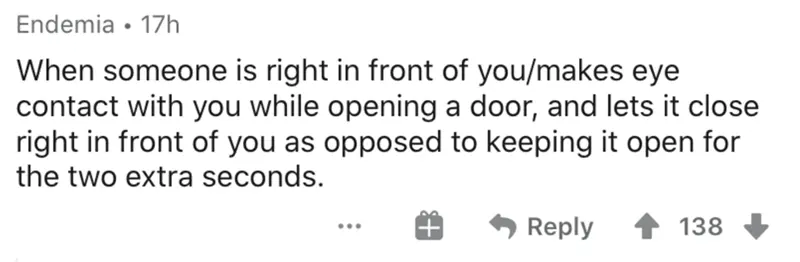 Endemia • 17h
When someone is right in front of you/makes eye
contact with you while opening a door, and lets it close
right in front of you as opposed to keeping it open for
the two extra seconds.
Reply 138